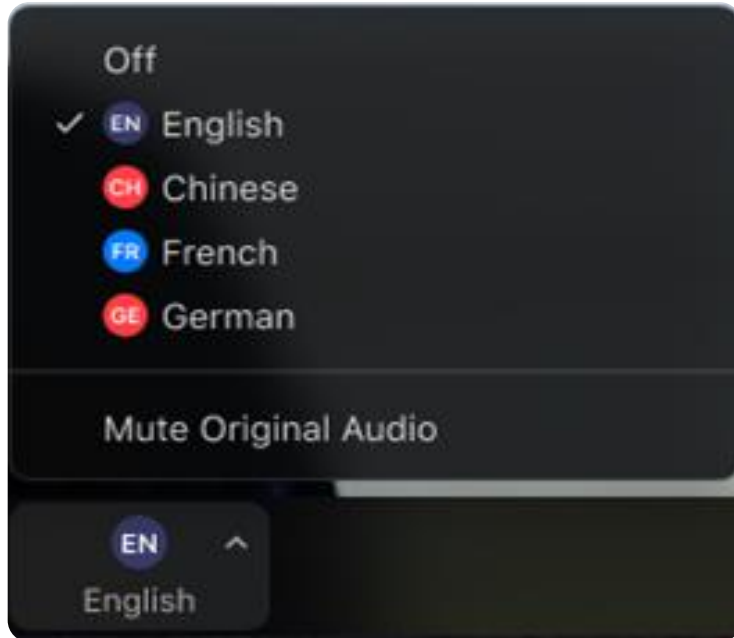 Off
EN English
CH Chinese
FR French
GE German
Mute Original Audio
EN
English